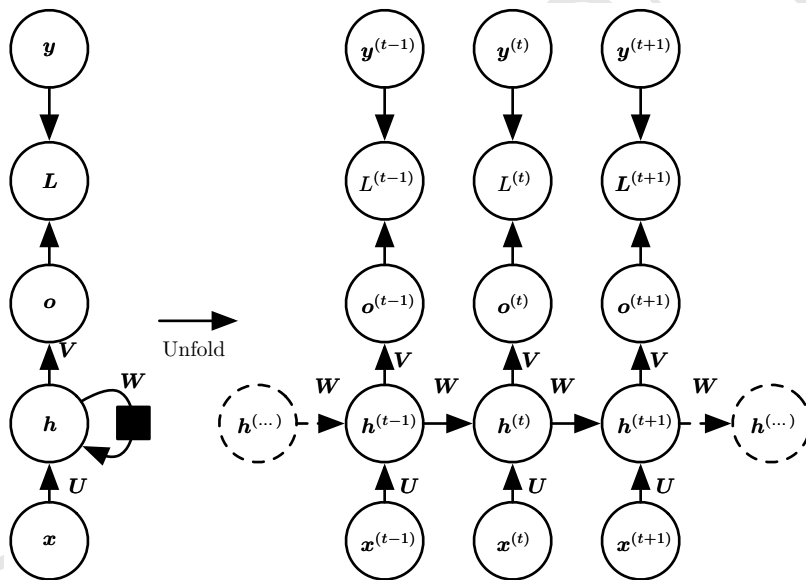 y y^(t−1) y^(t) y^(t+1)
L L^(t−1) L^(t) L^(t+1)
o o^(t−1) o^(t) o^(t+1)
Unfold
V V V V
W W W W W
h h^(...) h^(t−1) h^(t) h^(t+1) h^(...)
U U U U
x x^(t−1) x^(t) x^(t+1)